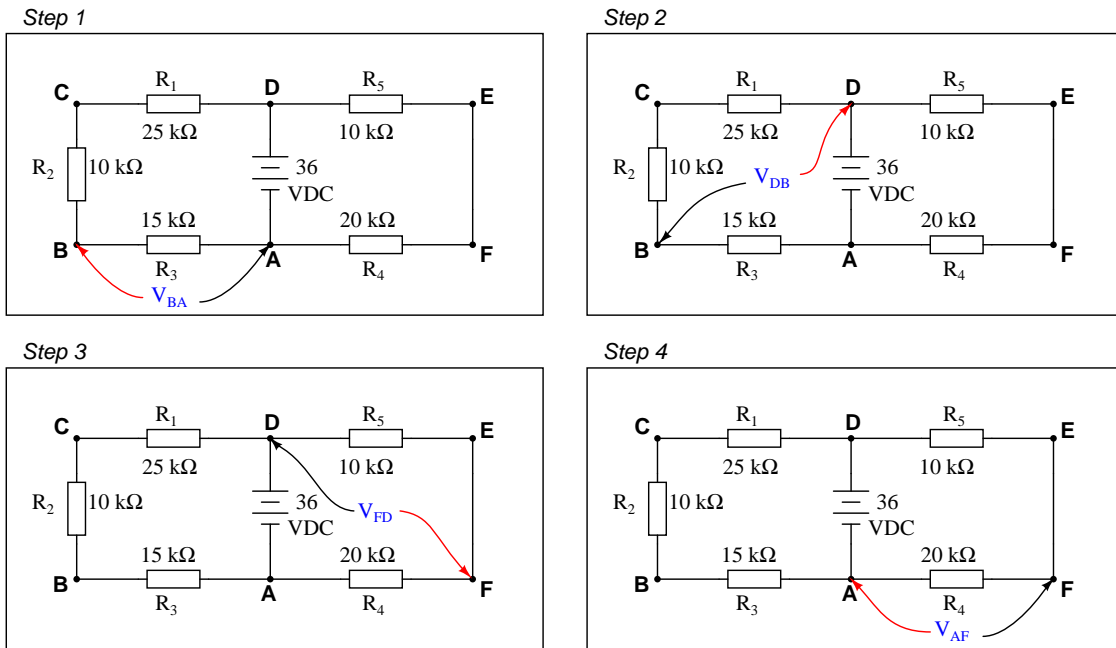 Step 1
C
R1
D
R5
E
25 kΩ
10 kΩ
R2
10 kΩ
36
VDC
15 kΩ
20 kΩ
B
R3
A
R4
F
VBA
Step 2
C
R1
D
R5
E
25 kΩ
10 kΩ
R2
10 kΩ
VDB
36
VDC
15 kΩ
20 kΩ
B
R3
A
R4
F
Step 3
C
R1
D
R5
E
25 kΩ
10 kΩ
R2
10 kΩ
36
VDC
VFD
15 kΩ
20 kΩ
B
R3
A
R4
F
Step 4
C
R1
D
R5
E
25 kΩ
10 kΩ
R2
10 kΩ
36
VDC
15 kΩ
20 kΩ
B
R3
A
R4
F
VAF